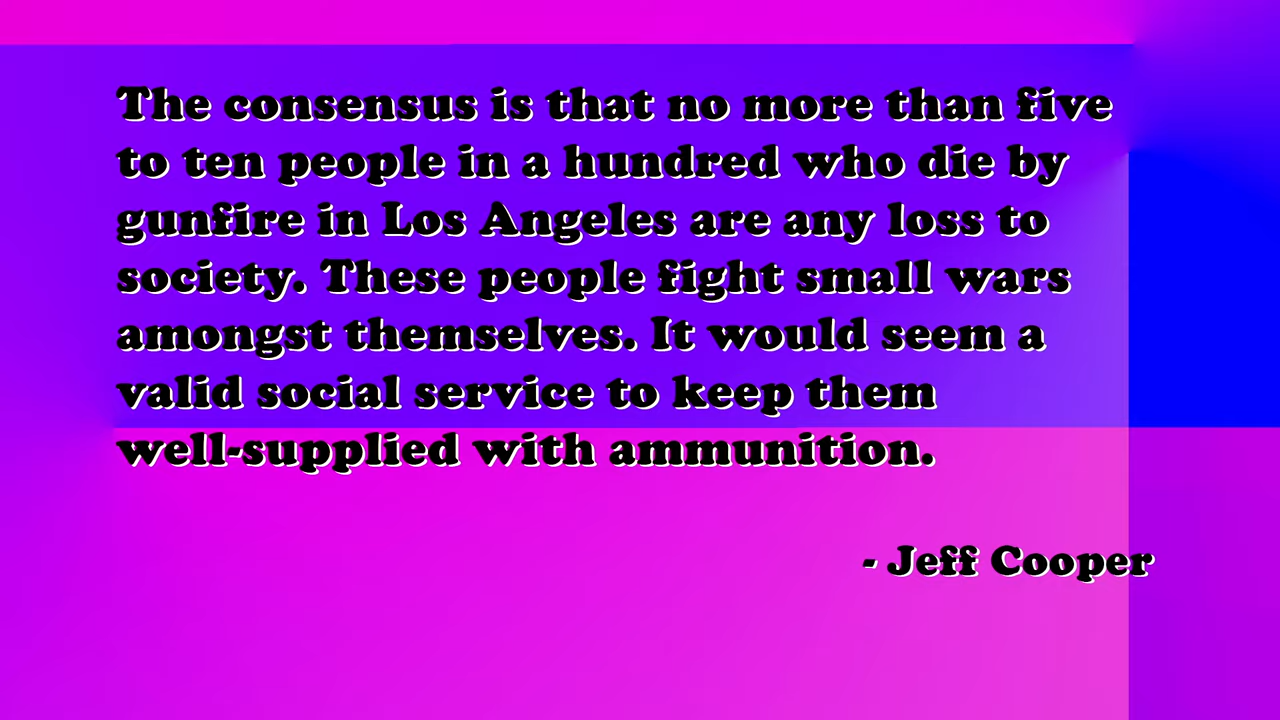 The consensus is that no more than five
to ten people in a hundred who die by
gunfire in Los Angeles are any loss to
society. These people fight small wars
amongst themselves. It would seem a
valid social service to keep them
well-supplied with ammunition.
- Jeff Cooper